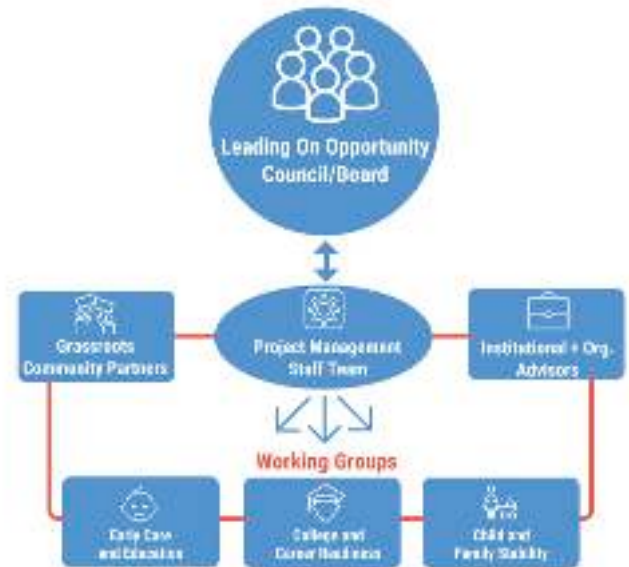 Leading On Opportunity
Council/Board
Grassroots
Community Partners
Project Management
Staff Team
Institutional + Org.
Advisors
Working Groups
Early Care
and Education
College and
Career Readiness
Child and
Family Stability